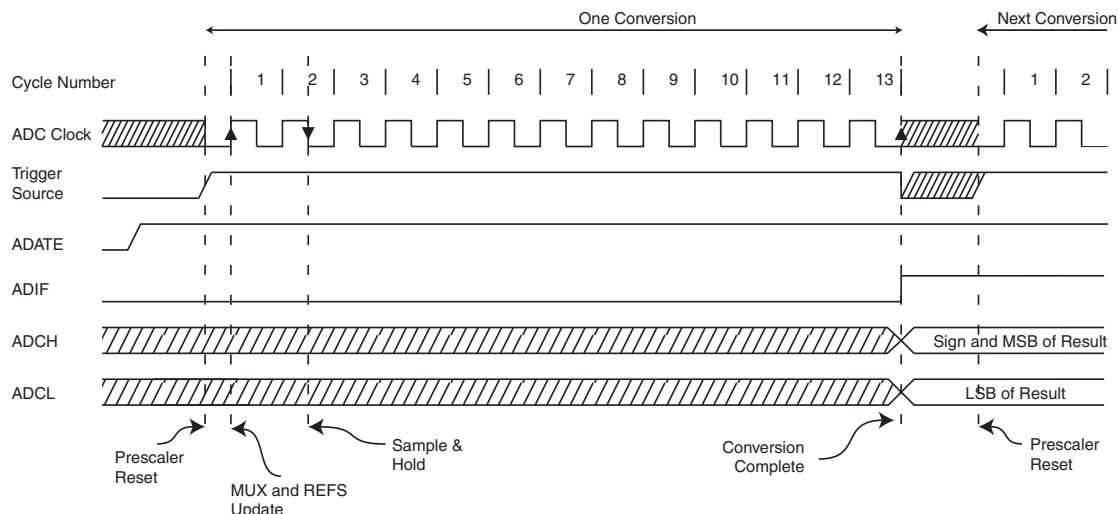 One Conversion
Next Conversion
Cycle Number
1 2 3 4 5 6 7 8 9 10 11 12 13 1 2
ADC Clock
Trigger
Source
ADATE
ADIF
ADCH
Sign and MSB of Result
ADCL
LSB of Result
Prescaler
Reset
MUX and REFS
Update
Sample &
Hold
Conversion
Complete
Prescaler
Reset